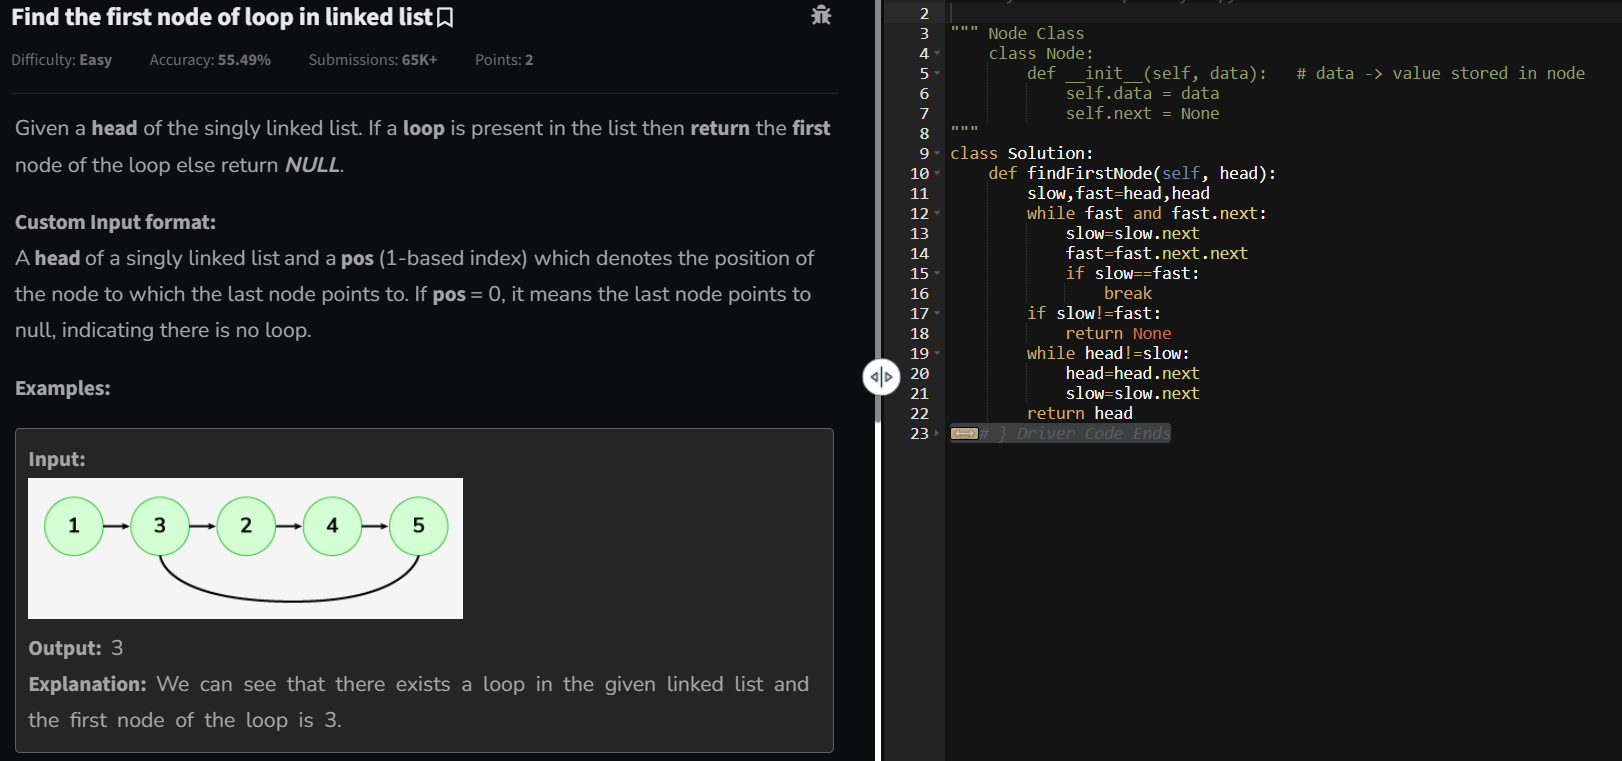 Find the first node of loop in linked list
Difficulty: Easy Accuracy: 55.49% Submissions: 65K+ Points: 2
Given a head of the singly linked list. If a loop is present in the list then return the first
node of the loop else return NULL.
Custom Input format:
A head of a singly linked list and a pos (1-based index) which denotes the position of
the node to which the last node points to. If pos = 0, it means the last node points to
null, indicating there is no loop.
Examples:
Input:
1 3 2 4 5
Output: 3
Explanation: We can see that there exists a loop in the given linked list and
the first node of the loop is 3.
2
3 """ Node Class
4     class Node:
5         def __init__(self, data):   # data -> value stored in node
6             self.data = data
7             self.next = None
8 """
9 class Solution:
10     def findFirstNode(self, head):
11         slow,fast=head,head
12         while fast and fast.next:
13             slow=slow.next
14             fast=fast.next.next
15             if slow==fast:
16                 break
17         if slow!=fast:
18             return None
19         while head!=slow:
20             head=head.next
21             slow=slow.next
22         return head
23 # } Driver Code Ends